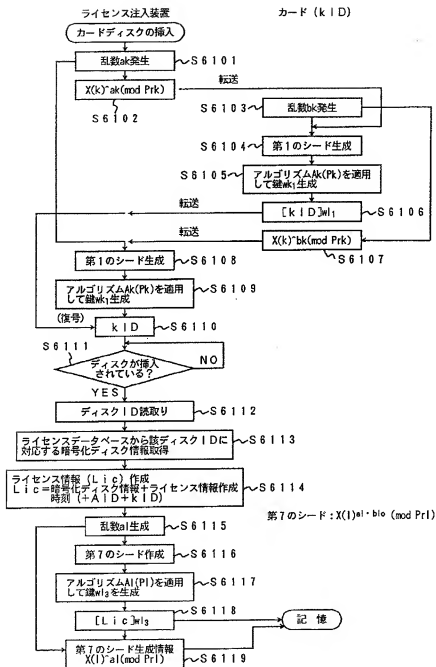 ライセンス注入装置
カード(kID)
カードディスクの挿入
乱数ak発生
S6101
X(k)^ak(mod Prk)
転送
S6102
S6103
乱数bk発生
S6104
第1のシード生成
S6105
アルゴリズムAk(Pk)を適用
して鍵wk1生成
転送
[kID]wl1
S6106
転送
X(k)^bk(mod Prk)
S6107
第1のシード生成
S6108
アルゴリズムAk(Pk)を適用
して鍵wk1生成
S6109
(復号)
kID
S6110
S6111
ディスクが挿入
されている?
NO
YES
ディスクID読取り
S6112
ライセンスデータベースから該ディスクIDに
対応する暗号化ディスク情報取得
S6113
ライセンス情報(Lic)作成
Lic=暗号化ディスク情報+ライセンス情報作成
時刻(+AID+kID)
S6114
乱数al生成
S6115
第7のシード:X(l)^al・blo (mod Prl)
第7のシード作成
S6116
アルゴリズムAl(Pl)を適用
して鍵wl3を生成
S6117
[Lic]wl3
S6118
記憶
第7のシード生成情報
X(l)^al(mod Prl)
S6119